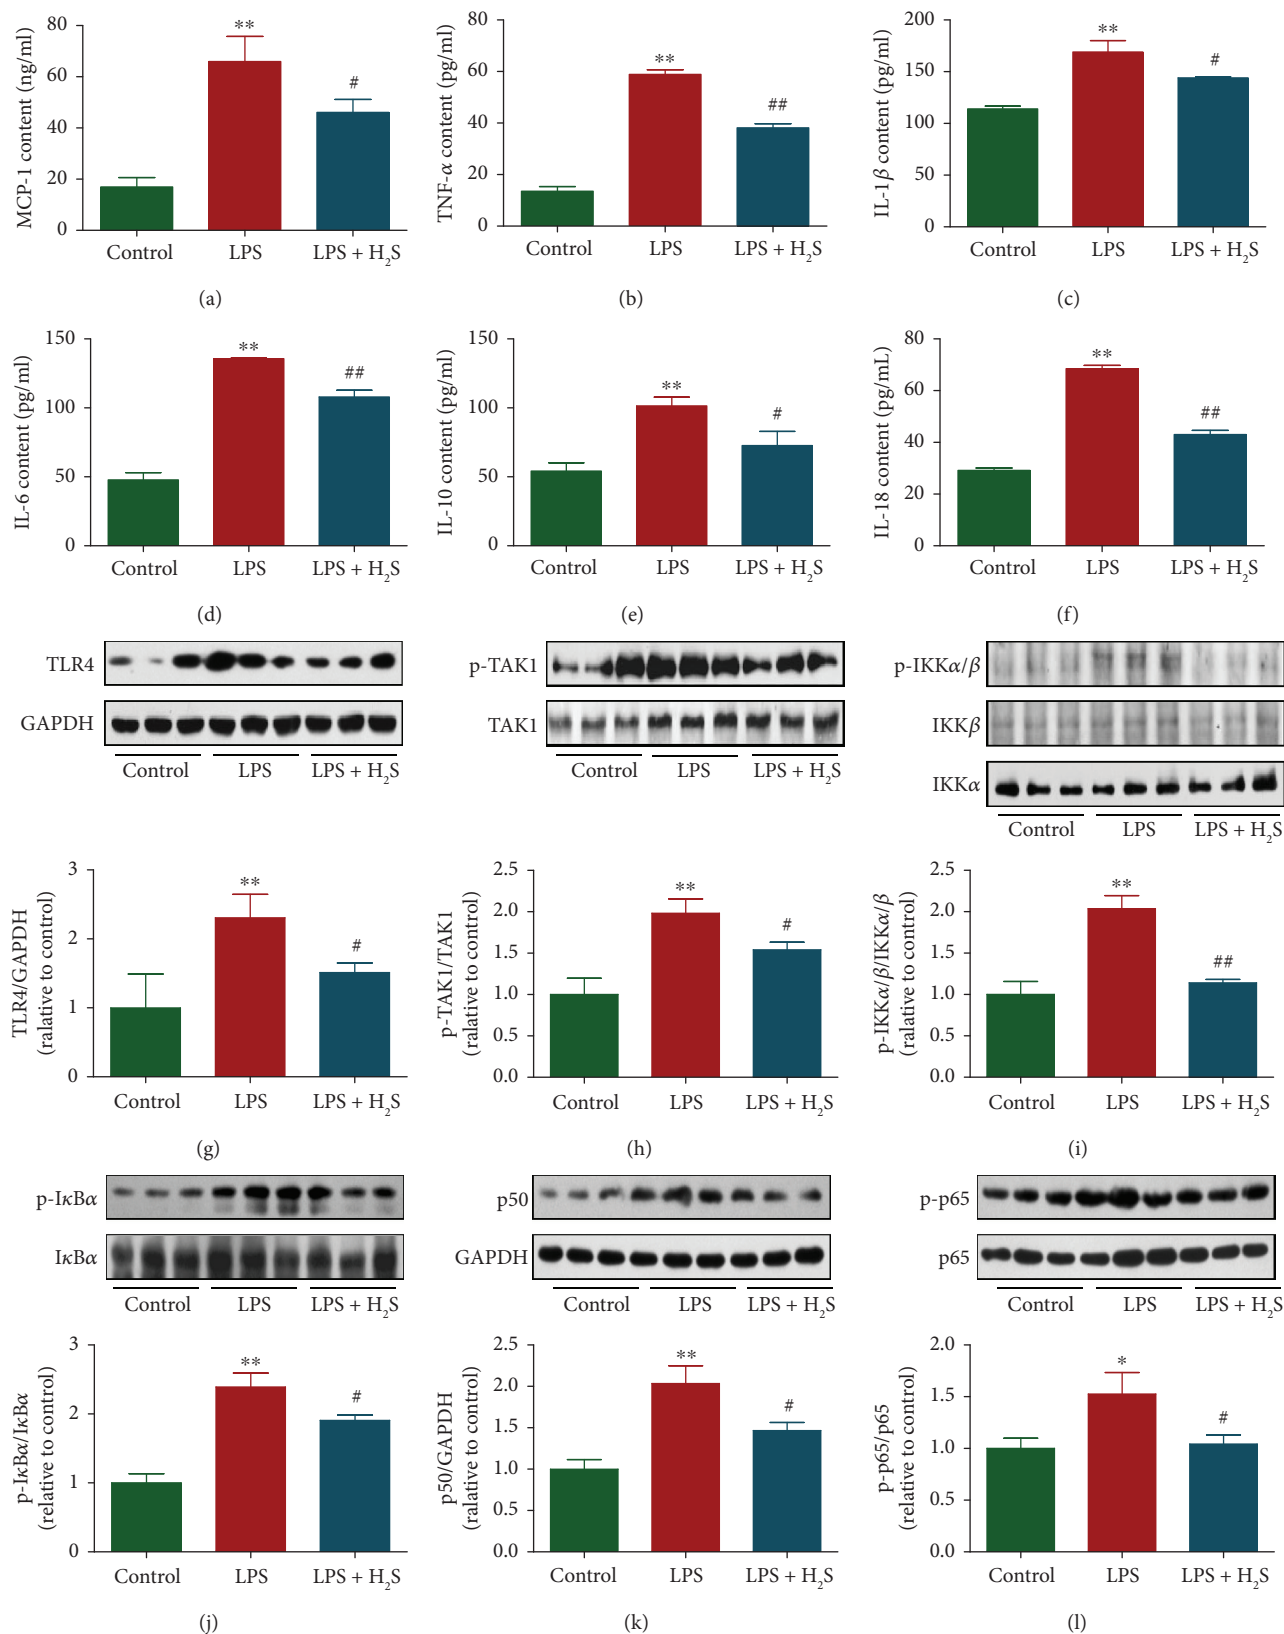 MCP-1 content (ng/ml)
80
60
40
20
0
**
#
Control
LPS
LPS + H₂S
(a)
TNF-α content (pg/ml)
80
60
40
20
0
**
##
Control
LPS
LPS + H₂S
(b)
IL-1β content (pg/ml)
200
150
100
50
0
**
#
Control
LPS
LPS + H₂S
(c)
IL-6 content (pg/ml)
150
100
50
0
**
##
Control
LPS
LPS + H₂S
(d)
IL-10 content (pg/ml)
150
100
50
0
**
#
Control
LPS
LPS + H₂S
(e)
IL-18 content (pg/mL)
80
60
40
20
0
**
##
Control
LPS
LPS + H₂S
(f)
TLR4
GAPDH
Control
LPS
LPS + H₂S
TLR4/GAPDH
(ralative to control)
3
2
1
0
**
#
Control
LPS
LPS + H₂S
(g)
p-TAK1
TAK1
Control
LPS
LPS + H₂S
p-TAK1/TAK1
(ralative to control)
2.5
2.0
1.5
1.0
0.5
0.0
**
#
Control
LPS
LPS + H₂S
(h)
p-IKKα/β
IKKβ
IKKα
Control
LPS
LPS + H₂S
p-IKKα/β/IKKα/β
(ralative to control)
2.5
2.0
1.5
1.0
0.5
0.0
**
##
Control
LPS
LPS + H₂S
(i)
p-IκBα
IκBα
Control
LPS
LPS + H₂S
p-IκBα/IκBα
(relative to control)
3
2
1
0
**
#
Control
LPS
LPS + H₂S
(j)
p50
GAPDH
Control
LPS
LPS + H₂S
p50/GAPDH
(relative to control)
2.5
2.0
1.5
1.0
0.5
0.0
**
#
Control
LPS
LPS + H₂S
(k)
p-p65
p65
Control
LPS
LPS + H₂S
p-p65/p65
(relative to control)
2.0
1.5
1.0
0.5
0.0
*
#
Control
LPS
LPS + H₂S
(l)